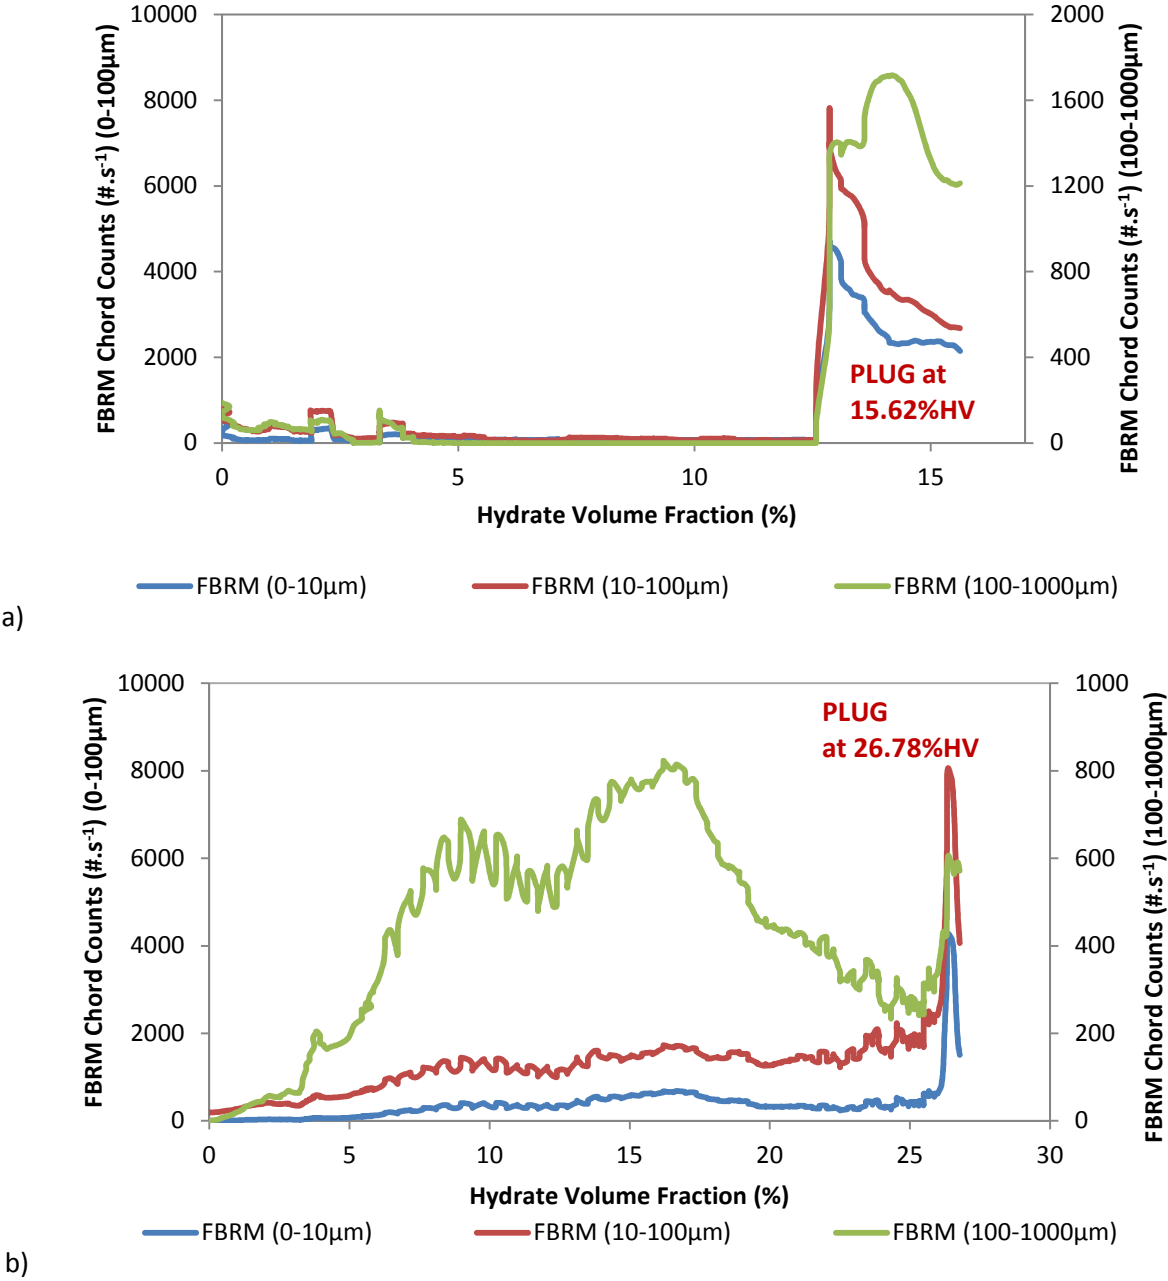 FBRM Chord Counts (#.s-1) (0-100µm)
10000
8000
6000
4000
2000
0
2000
1600
1200
800
400
0
FBRM Chord Counts (#.s-1) (100-1000µm)
PLUG at
15.62%HV
0 5 10 15
Hydrate Volume Fraction (%)
FBRM (0-10µm) FBRM (10-100µm) FBRM (100-1000µm)
a)
FBRM Chord Counts (#.s-1) (0-100µm)
10000
8000
6000
4000
2000
0
1000
800
600
400
200
0
FBRM Chord Counts (#.s-1) (100-1000µm)
PLUG
at 26.78%HV
0 5 10 15 20 25 30
Hydrate Volume Fraction (%)
FBRM (0-10µm) FBRM (10-100µm) FBRM (100-1000µm)
b)